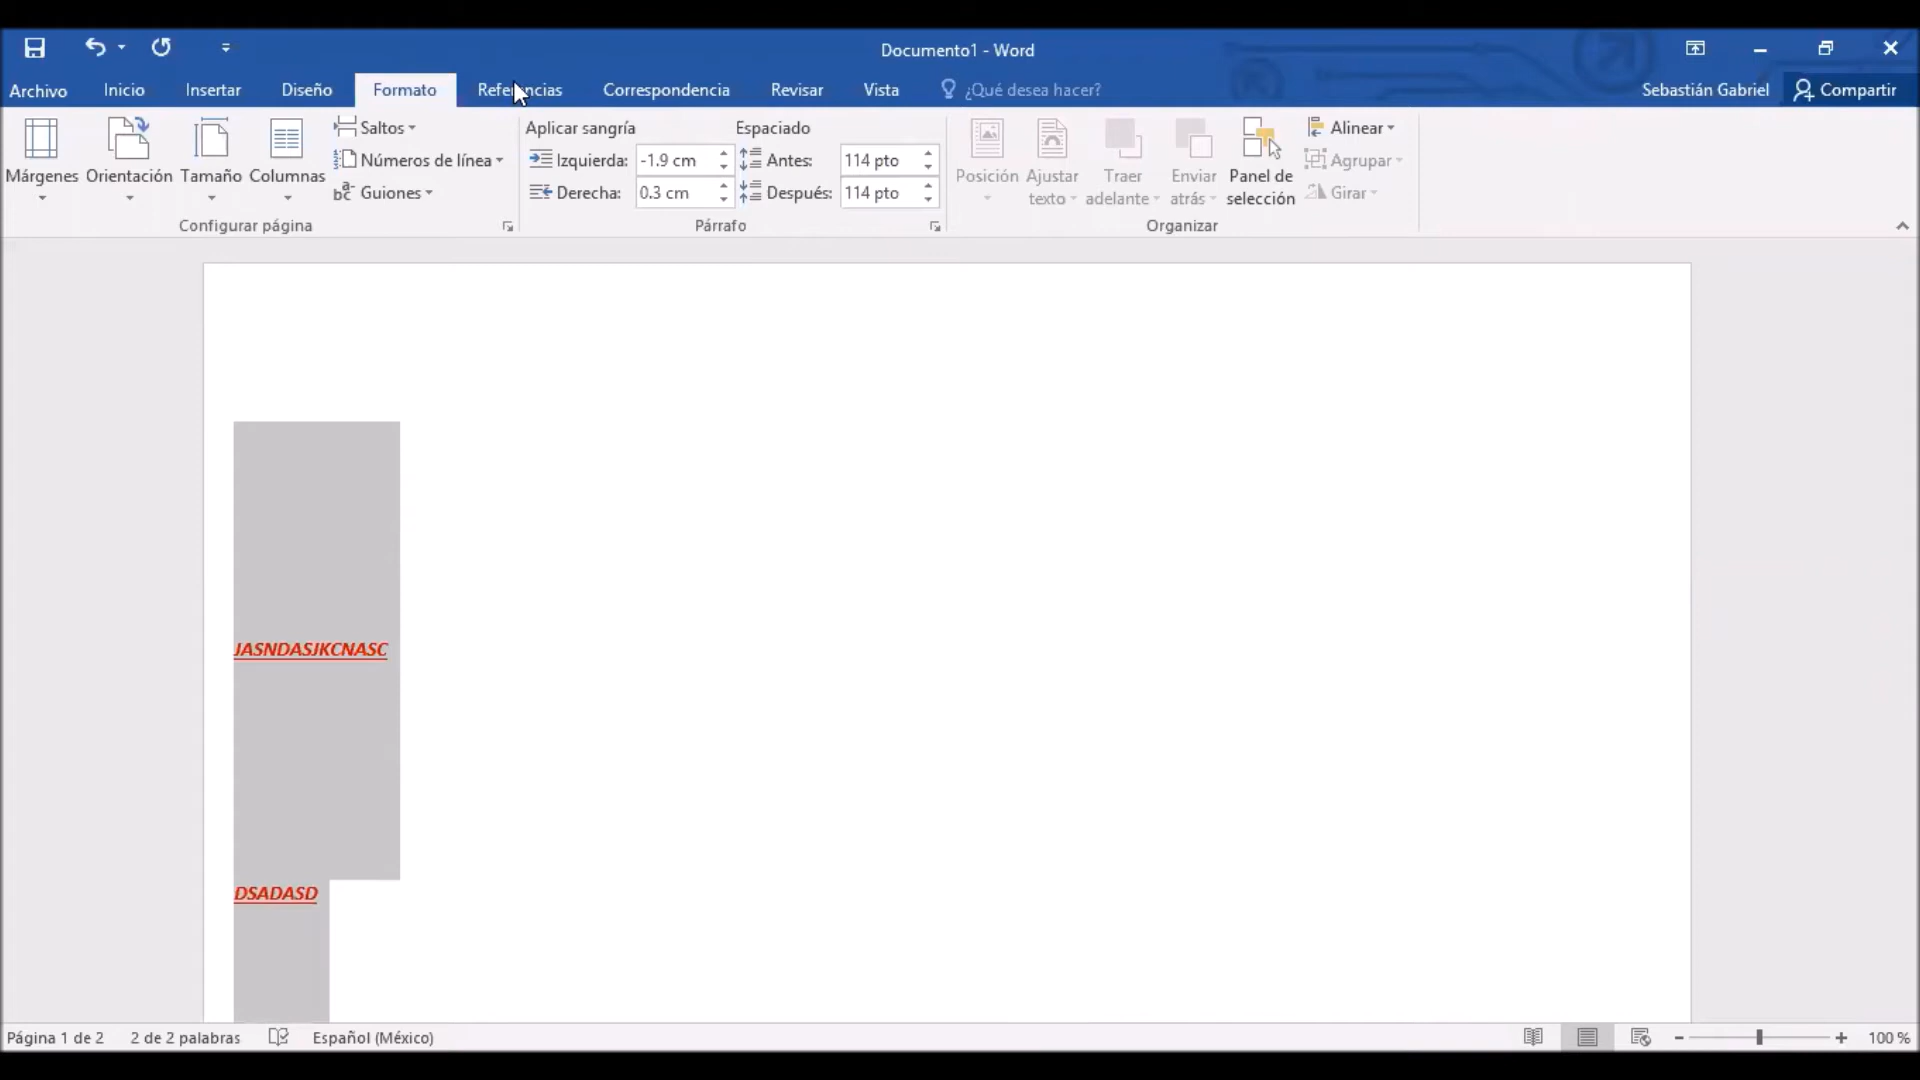 Documento1 - Word
Archivo Inicio Insertar Diseño Formato Referencias Correspondencia Revisar Vista ¿Qué desea hacer? Sebastián Gabriel Compartir
Márgenes
Orientación
Tamaño
Columnas
Saltos
Números de línea
Guiones
Configurar página
Aplicar sangría
Izquierda: -1.9 cm
Derecha: 0.3 cm
Espaciado
Antes: 114 pto
Después: 114 pto
Párrafo
Posición
Ajustar
texto
Traer
adelante
Enviar
atrás
Panel de
selección
Alinear
Agrupar
Girar
Organizar
JASNDASJKCNASC
DSADASD
Página 1 de 2 2 de 2 palabras Español (México) 100 %